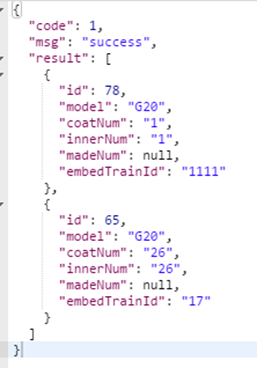 {
  "code": 1,
  "msg": "success",
  "result": [
    {
      "id": 78,
      "model": "G20",
      "coatNum": "1",
      "innerNum": "1",
      "madeNum": null,
      "embedTrainId": "1111"
    },
    {
      "id": 65,
      "model": "G20",
      "coatNum": "26",
      "innerNum": "26",
      "madeNum": null,
      "embedTrainId": "17"
    }
  ]
}